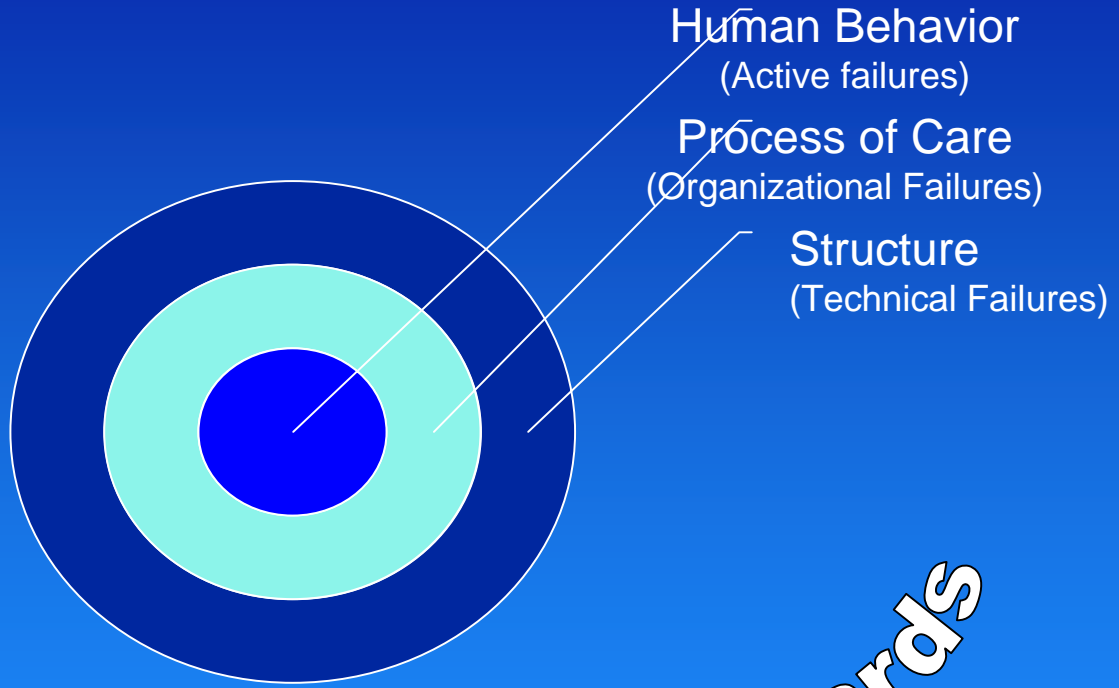 Human Behavior
(Active failures)
Process of Care
(Organizational Failures)
Structure
(Technical Failures)